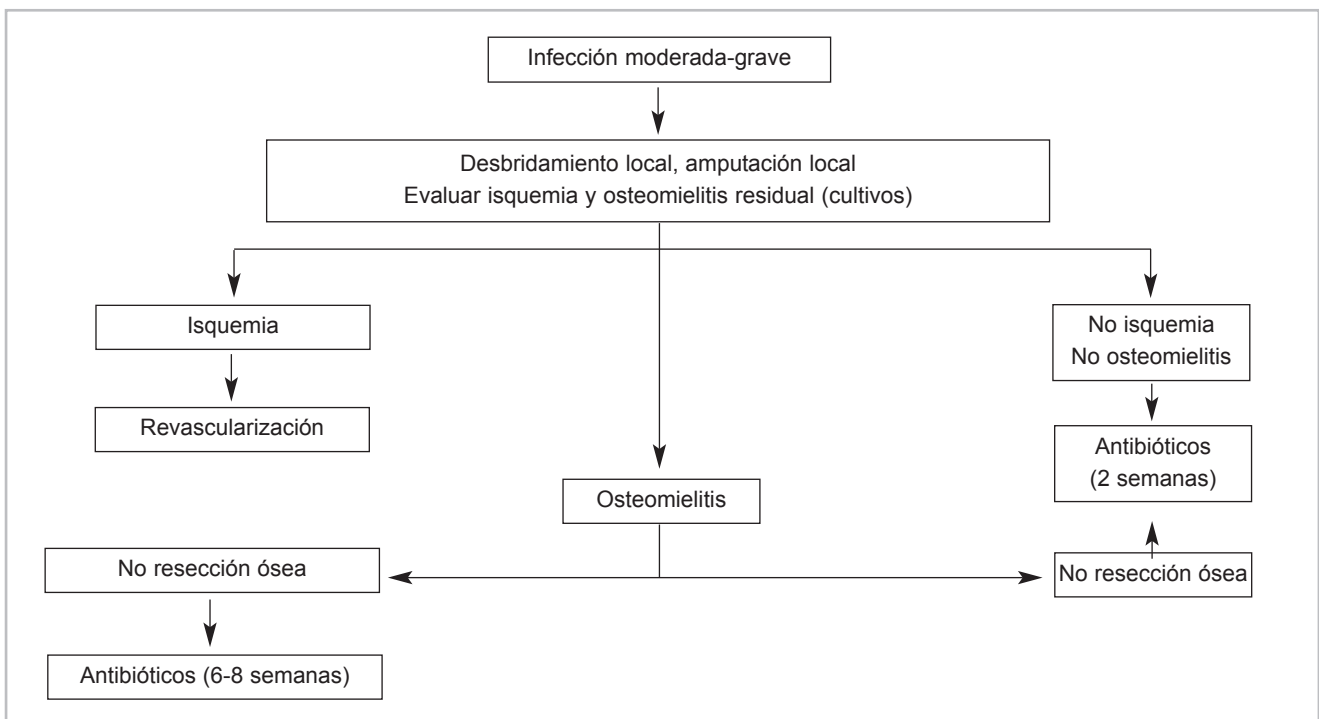 Infección moderada-grave
Desbridamiento local, amputación local
Evaluar isquemia y osteomielitis residual (cultivos)
Isquemia
Revascularización
No isquemia
No osteomielitis
Antibióticos
(2 semanas)
Osteomielitis
No resección ósea
Antibióticos (6-8 semanas)
No resección ósea